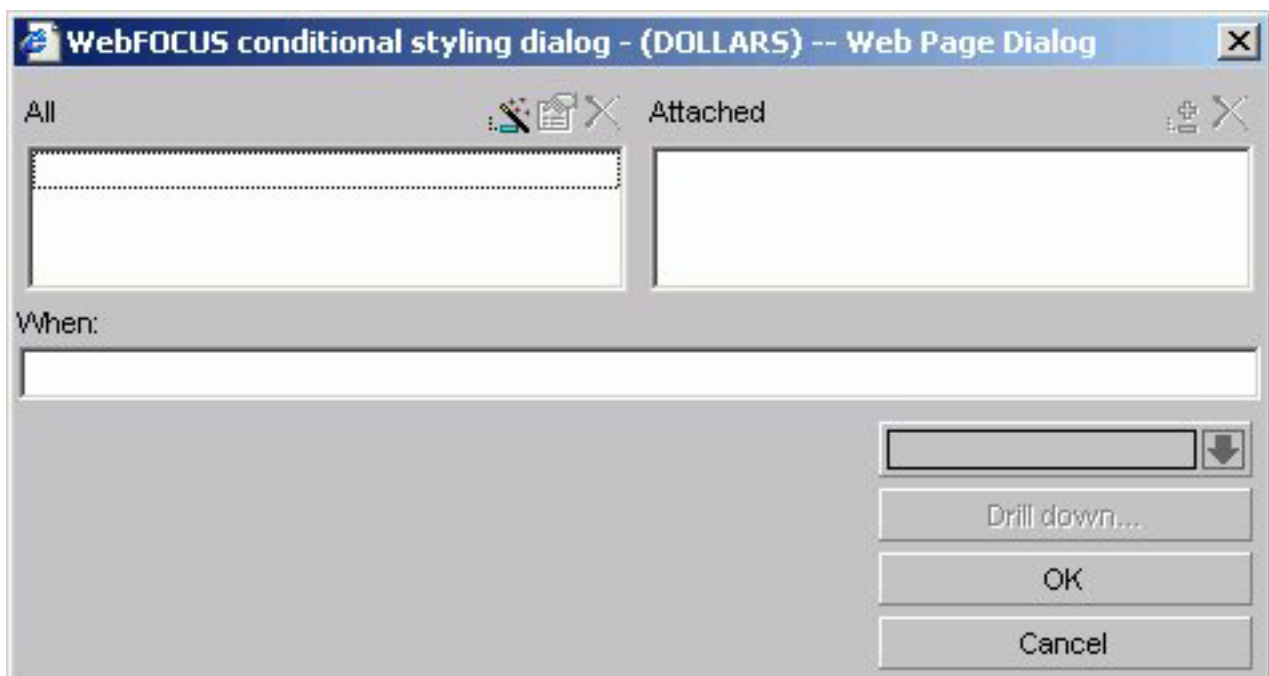 WebFOCUS conditional styling dialog - (DOLLARS) -- Web Page Dialog
All
Attached
When:
Drill down...
OK
Cancel